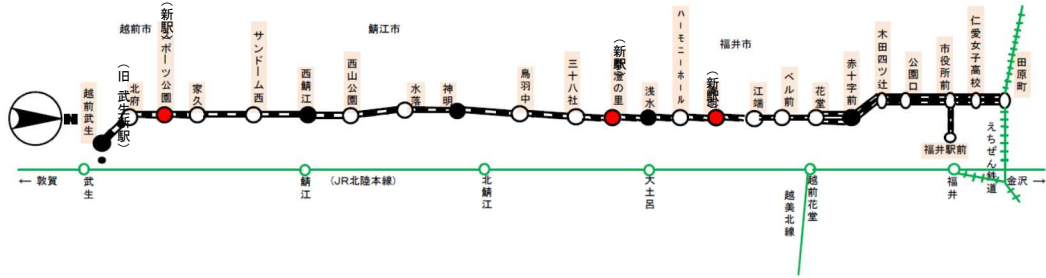 越前市
鯖江市
福井市
越前武生
(旧 武生新駅)
北府
(新駅)
ポーツ公園
家久
サンドーム西
西鯖江
西山公園
水落
神明
鳥羽中
三十八社
(新駅)
澄の里
浅水
ハーモニーホール
江端
ベル前
花堂
赤十字前
木田四ツ辻
公園口
市役所前
仁愛女子高校
田原町
福井駅前
えちぜん鉄道
← 敦賀
武生
鯖江
(JR北陸本線)
北鯖江
大土呂
越前花堂
越美北線
福井
金沢 →